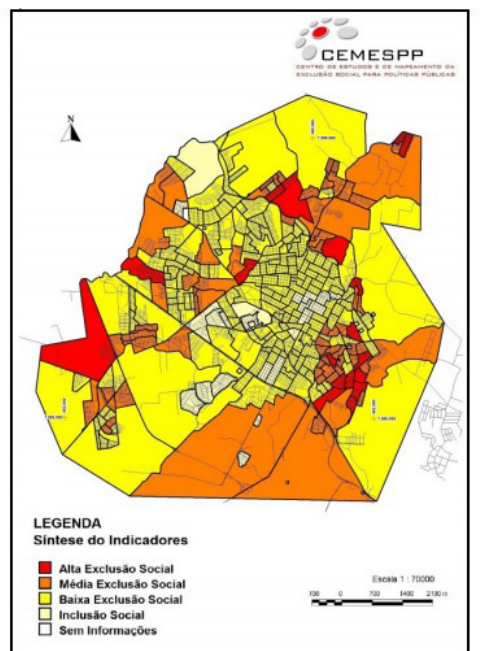 CEMESPP
CENTRO DE ESTUDOS E DE MAPEAMENTO DA
EXCLUSÃO SOCIAL PARA POLÍTICAS PÚBLICAS
N
LEGENDA
Síntese do Indicadores
Alta Exclusão Social
Média Exclusão Social
Baixa Exclusão Social
Inclusão Social
Sem Informações
Escala 1 : 70000
700 0 700 1400 2100 m